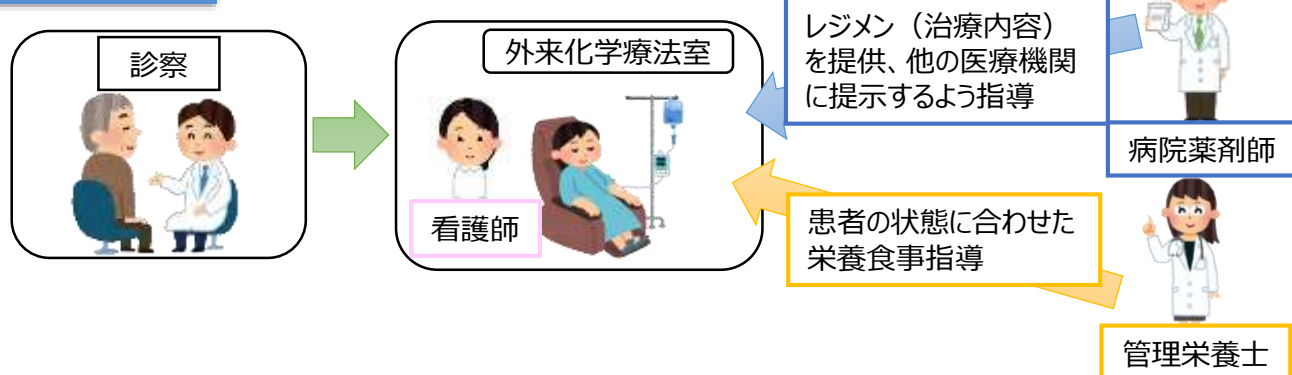 診察
外来化学療法室
看護師
レジメン（治療内容）
を提供、他の医療機関
に提示するよう指導
病院薬剤師
患者の状態に合わせた
栄養食事指導
管理栄養士